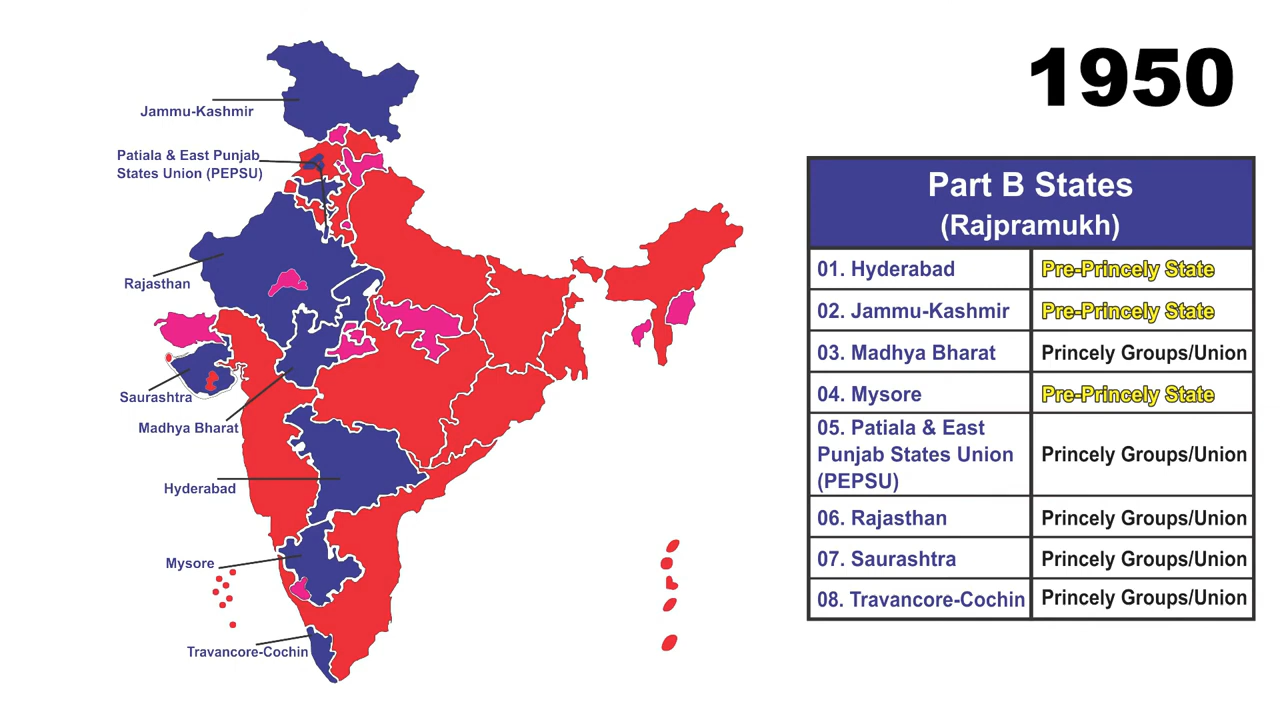 1950
Jammu-Kashmir
Patiala & East Punjab
States Union (PEPSU)
Rajasthan
Saurashtra
Madhya Bharat
Hyderabad
Mysore
Travancore-Cochin
Part B States
(Rajpramukh)
01. Hyderabad Pre-Princely State
02. Jammu-Kashmir Pre-Princely State
03. Madhya Bharat Princely Groups/Union
04. Mysore Pre-Princely State
05. Patiala & East
Punjab States Union
(PEPSU)
Princely Groups/Union
06. Rajasthan Princely Groups/Union
07. Saurashtra Princely Groups/Union
08. Travancore-Cochin Princely Groups/Union